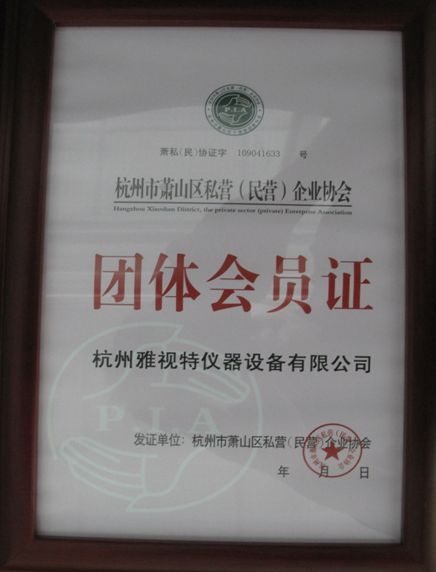 P.I.A
萧私(民)协证字 109041633 号
杭州市萧山区私营(民营)企业协会
Hangzhou Xiaoshan District, the private sector (private) Enterprise Association
团体会员证
杭州雅视特仪器设备有限公司
P.I.A
发证单位: 杭州市萧山区私营(民营)企业协会
年 月 日